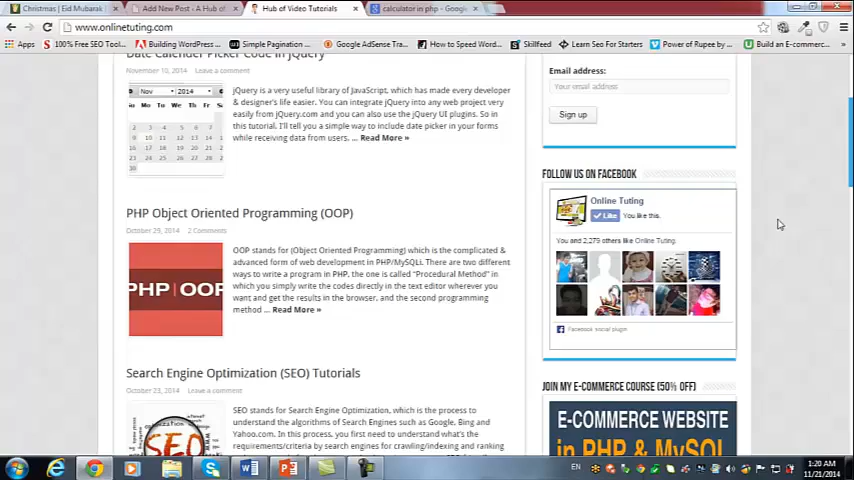 Christmas | Eid Mubarak
Add New Post - A Hub of
Hub of Video Tutorials
calculator in php - Google
www.onlinetuting.com
Apps
100% Free SEO Tool...
Building WordPress...
Simple Pagination ...
Google AdSense Tra...
How to Speed Word...
Skillfeed
Learn Seo For Starters
Power of Rupee by ...
Build an E-commerc...
Date Calender Picker Code in jQuery
November 10, 2014 Leave a comment
Nov 2014
Su Mo Tu We Th Fr Sa
jQuery is a very useful library of JavaScript, which has made every developer
& designer's life easier. You can integrate jQuery into any web project very
easily from jQuery.com and you can also use the jQuery UI plugins. So in
this tutorial, I'll tell you a simple way to include date picker in your forms
while receiving data from users. ... Read More »
PHP Object Oriented Programming (OOP)
October 29, 2014 2 Comments
PHP | OOP
OOP stands for (Object Oriented Programming) which is the complicated &
advanced form of web development in PHP/MySQLi. There are two different
ways to write a program in PHP, the one is called "Procedural Method" in
which you simply write the codes directly in the text editor wherever you
want and get the results in the browser, and the second programming
method ... Read More »
Search Engine Optimization (SEO) Tutorials
October 23, 2014 Leave a comment
SEO
SEO stands for Search Engine Optimization, which is the process to
understand the algorithms of Search Engines such as Google, Bing and
Yahoo.com. In this process, you first need to understand what's the
requirements/criteria by search engines for crawling/indexing and ranking
Email address:
Your email address
Sign up
FOLLOW US ON FACEBOOK
Online Tuting
Like You like this.
You and 2,279 others like Online Tuting.
Facebook social plugin
JOIN MY E-COMMERCE COURSE (50% OFF)
E-COMMERCE WEBSITE
in PHP & MySQL
EN
1:20 AM
11/21/2014